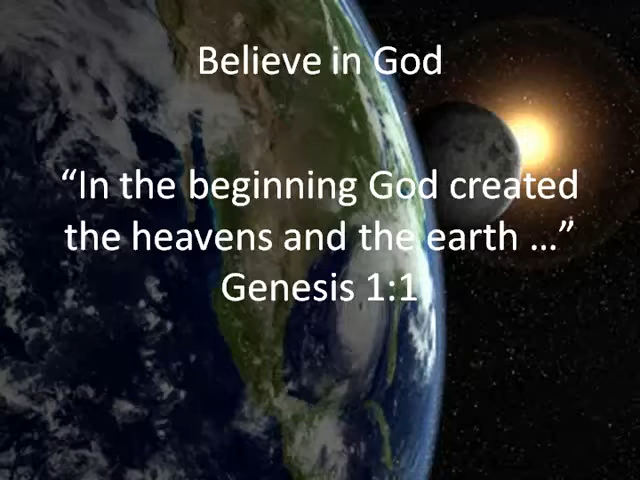 Believe in God
“In the beginning God created
the heavens and the earth …”
Genesis 1:1